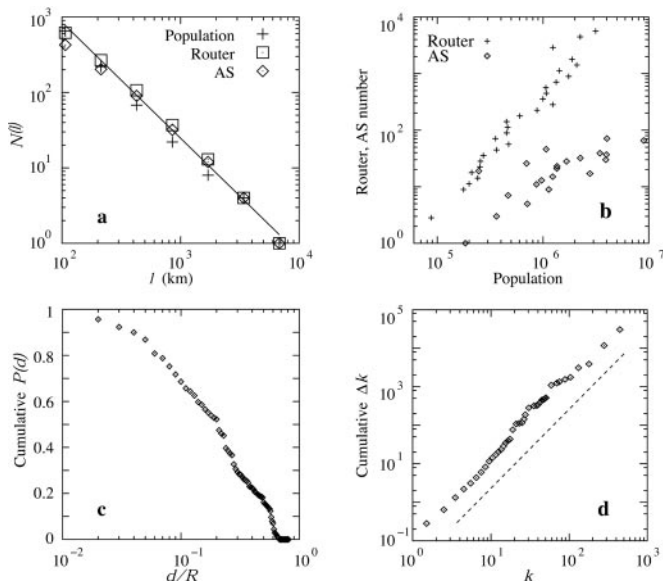 Population +
Router □
AS ◇
N(l)
10³
10²
10¹
10⁰
a
10² 10³ 10⁴
l (km)
Router +
AS ◇
Router, AS number
10⁴
10²
10⁰
b
10⁵ 10⁶ 10⁷
Population
Cumulative P(d)
1
0.8
0.6
0.4
0.2
0
c
10⁻² 10⁻¹ 10⁰
d/R
Cumulative Δk
10⁵
10³
10¹
10⁻¹
d
10⁰ 10¹ 10² 10³
k